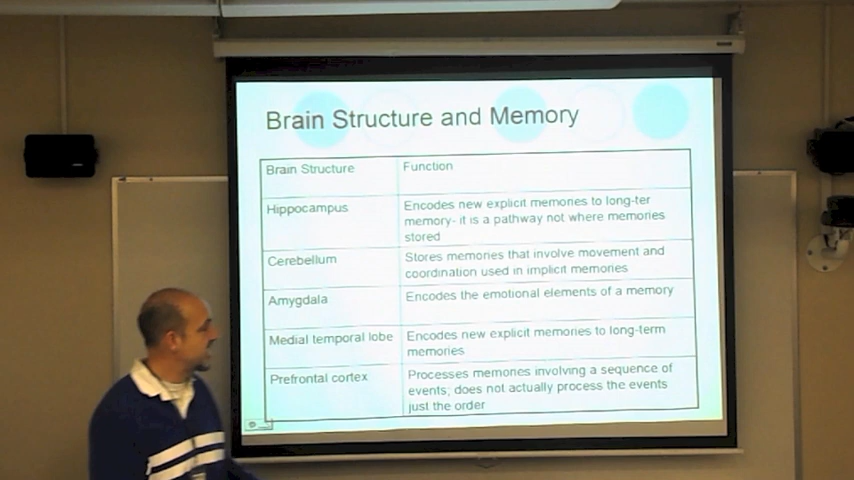 Brain Structure and Memory
Brain Structure
Function
Hippocampus
Encodes new explicit memories to long-ter
memory- it is a pathway not where memories
stored
Cerebellum
Stores memories that involve movement and
coordination used in implicit memories
Amygdala
Encodes the emotional elements of a memory
Medial temporal lobe
Encodes new explicit memories to long-term
memories
Prefrontal cortex
Processes memories involving a sequence of
events; does not actually process the events
just the order